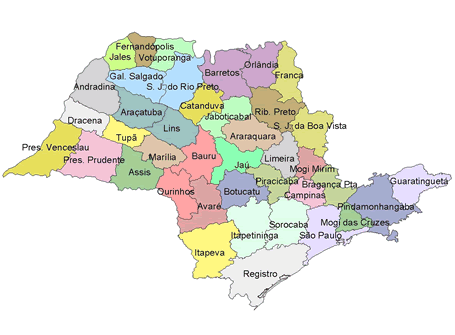 Fernandópolis
Jales
Votuporanga
Orlândia
Gal. Salgado
Barretos
Franca
Andradina
S. J. do Rio Preto
Catanduva
Rib. Preto
Araçatuba
Jaboticabal
Dracena
Lins
S. J. da Boa Vista
Tupã
Araraquara
Pres. Venceslau
Marília
Bauru
Limeira
Pres. Prudente
Jaú
Mogi Mirim
Assis
Guaratinguetá
Piracicaba
Bragança Pta
Ourinhos
Botucatu
Campinas
Avaré
Pindamonhangaba
Mogi das Cruzes
Sorocaba
Itapetininga
São Paulo
Itapeva
Registro